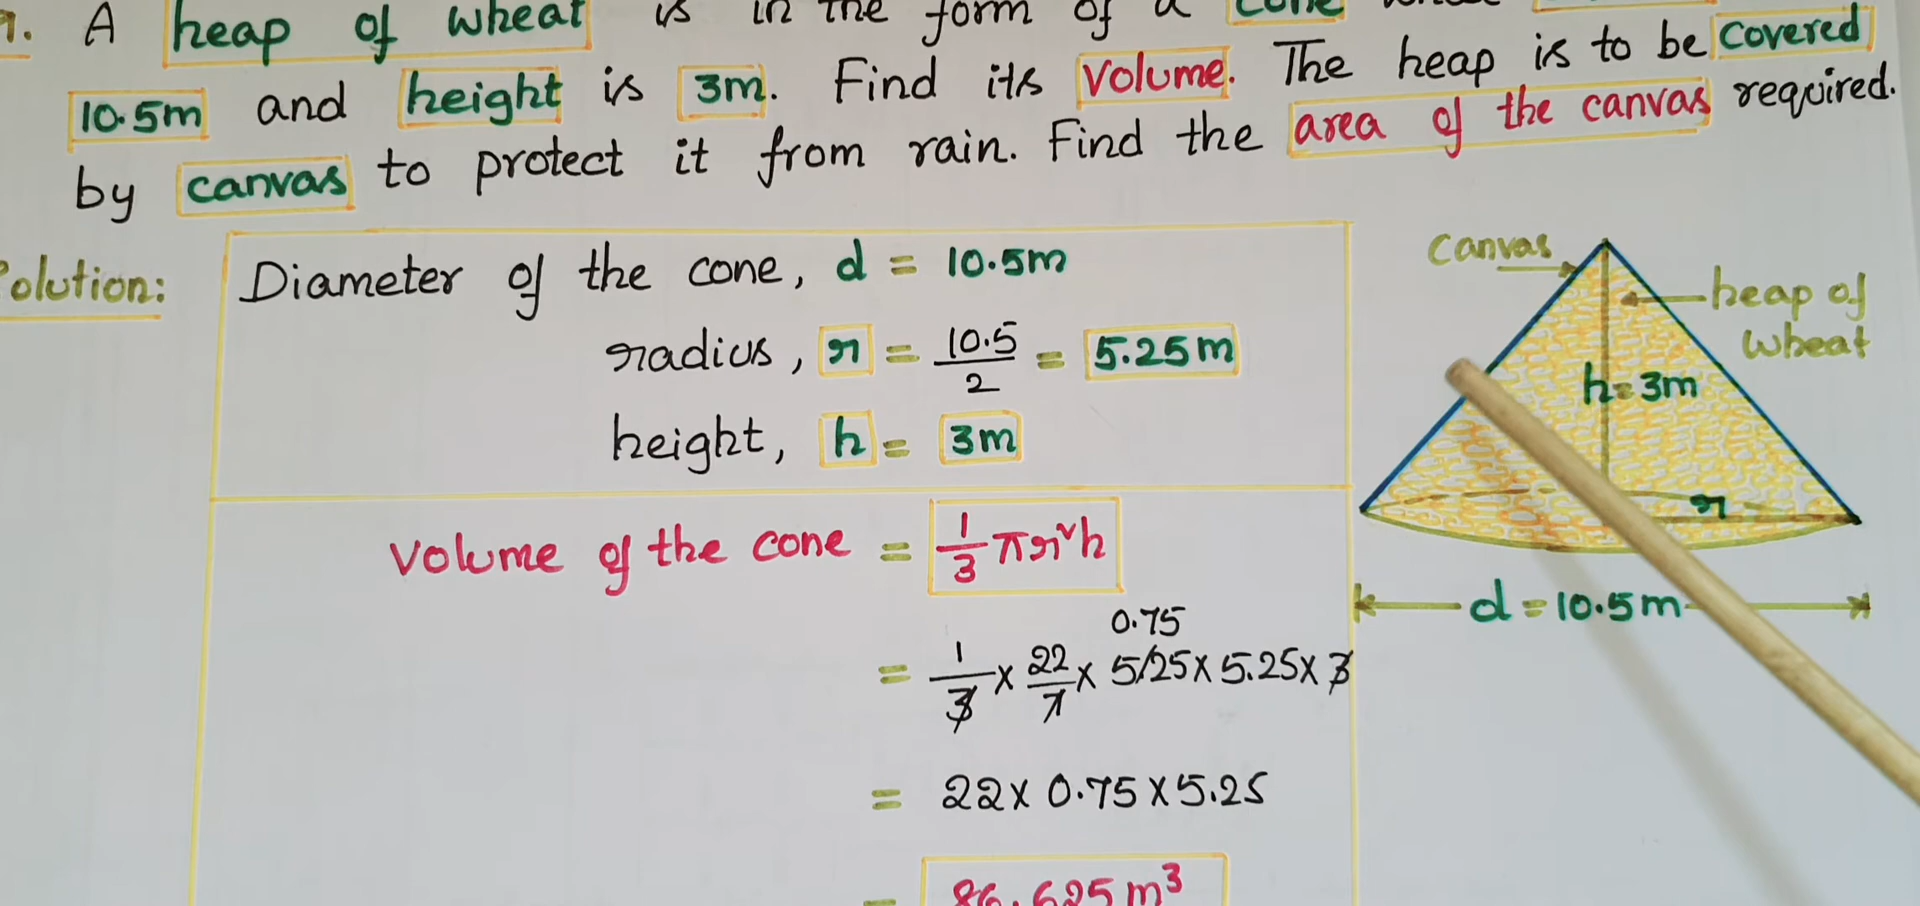 9. A heap of wheat is in the form of a cone
10.5m and height is 3m. Find its Volume. The heap is to be covered
by canvas to protect it from rain. Find the area of the canvas required.
Solution:
Diameter of the cone, d = 10.5m
radius, r = 10.5/2 = 5.25m
height, h = 3m
Canvas
heap of wheat
h = 3m
r
d = 10.5m
Volume of the cone = 1/3 πr²h
0.75
= 1/3 × 22/7 × 5.25 × 5.25 × 3
= 22 × 0.75 × 5.25
= 86.625 m³